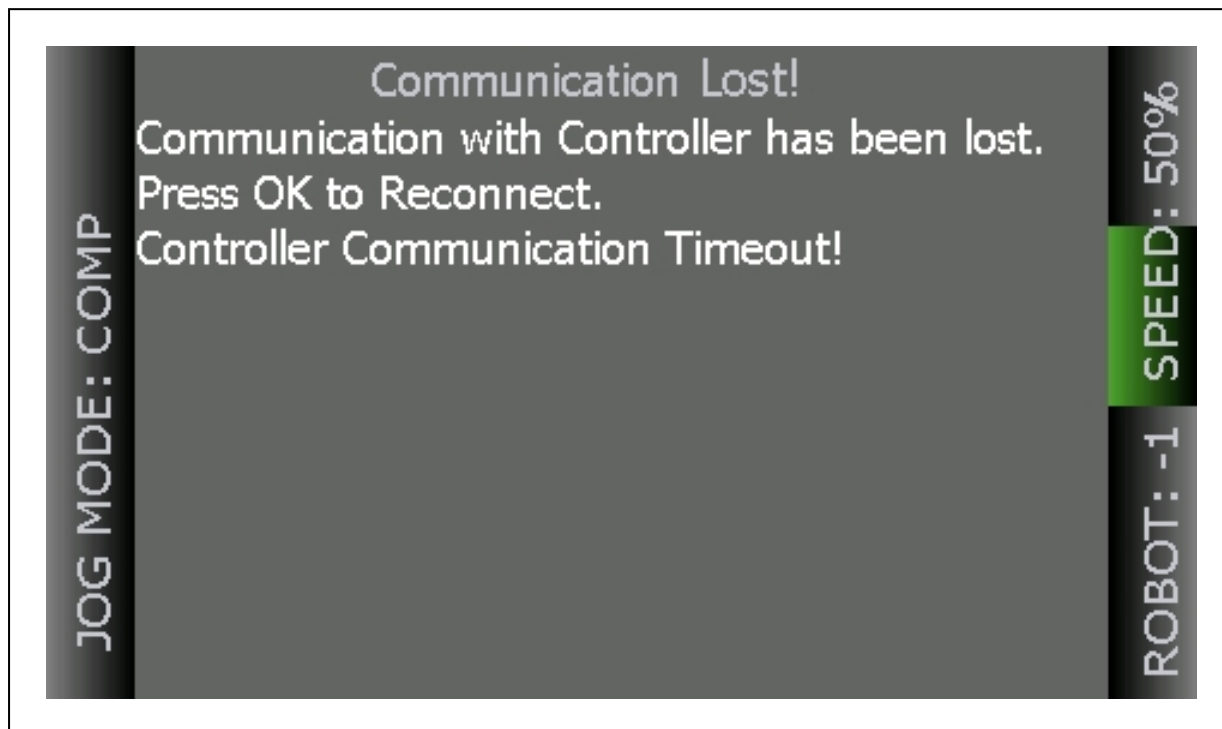 Communication Lost!
Communication with Controller has been lost.
Press OK to Reconnect.
Controller Communication Timeout!
JOG MODE: COMP
SPEED: 50%
ROBOT: -1